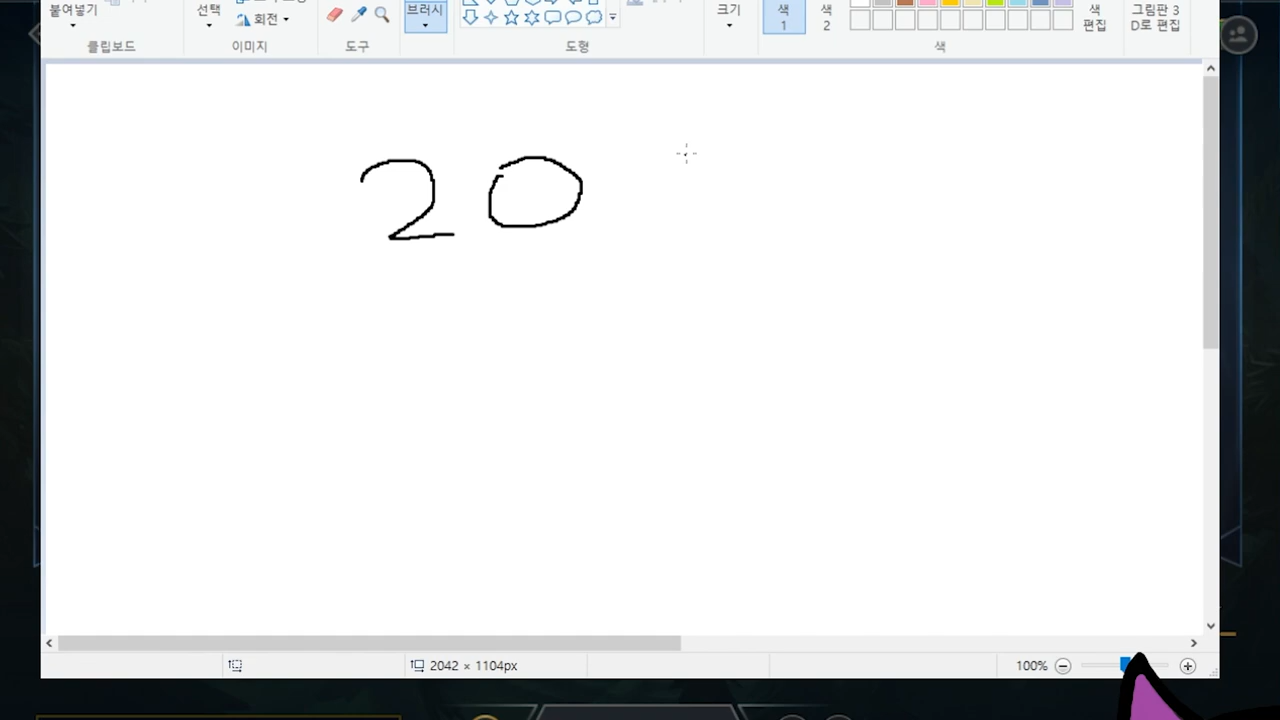 붙여넣기 선택 회전 브러시 크기 색 1 색 2 색 편집 그림판 3 D로 편집
클립보드 이미지 도구 도형 색
20
2042 × 1104px 100%